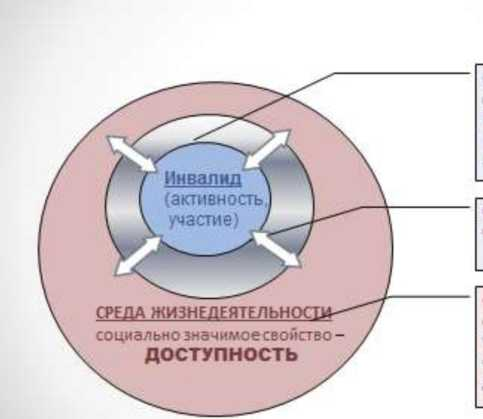 Инвалид
(активность,
участие)
СРЕДА ЖИЗНЕДЕЯТЕЛЬНОСТИ
социально значимое свойство –
ДОСТУПНОСТЬ